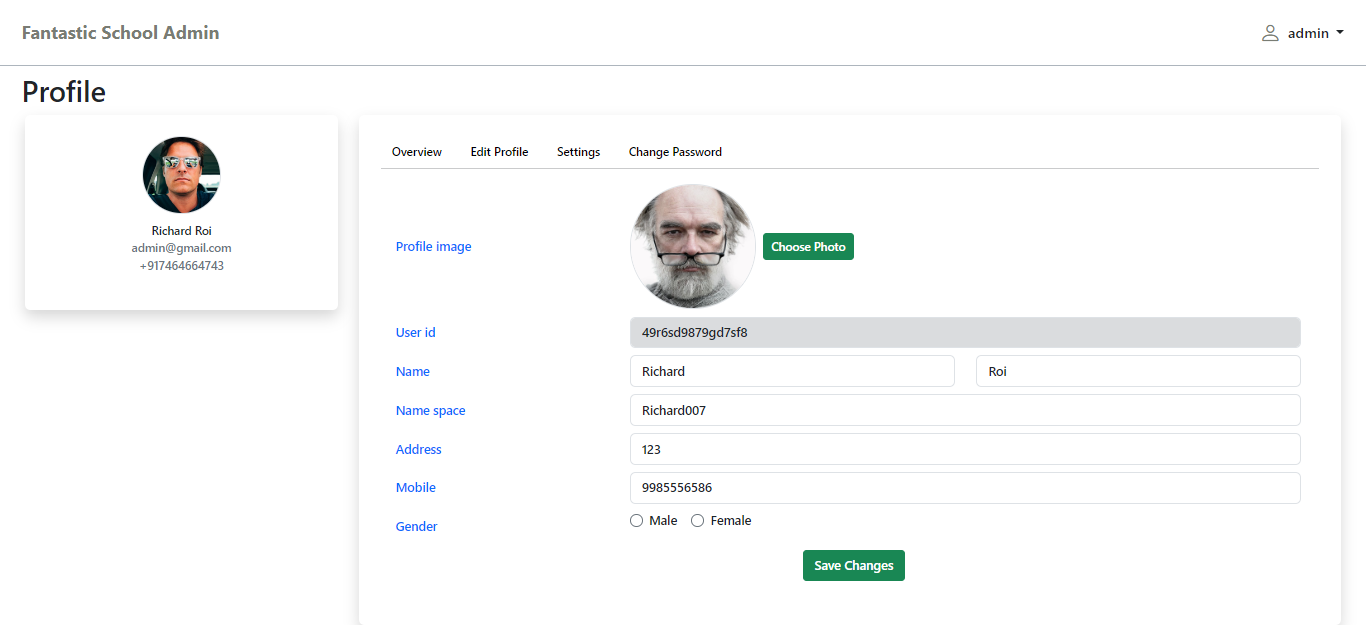 Fantastic School Admin
admin
Profile
Richard Roi
admin@gmail.com
+917464664743
Overview Edit Profile Settings Change Password
Profile image
Choose Photo
User id 49r6sd9879gd7sf8
Name Richard Roi
Name space Richard007
Address 123
Mobile 9985556586
Gender Male Female
Save Changes